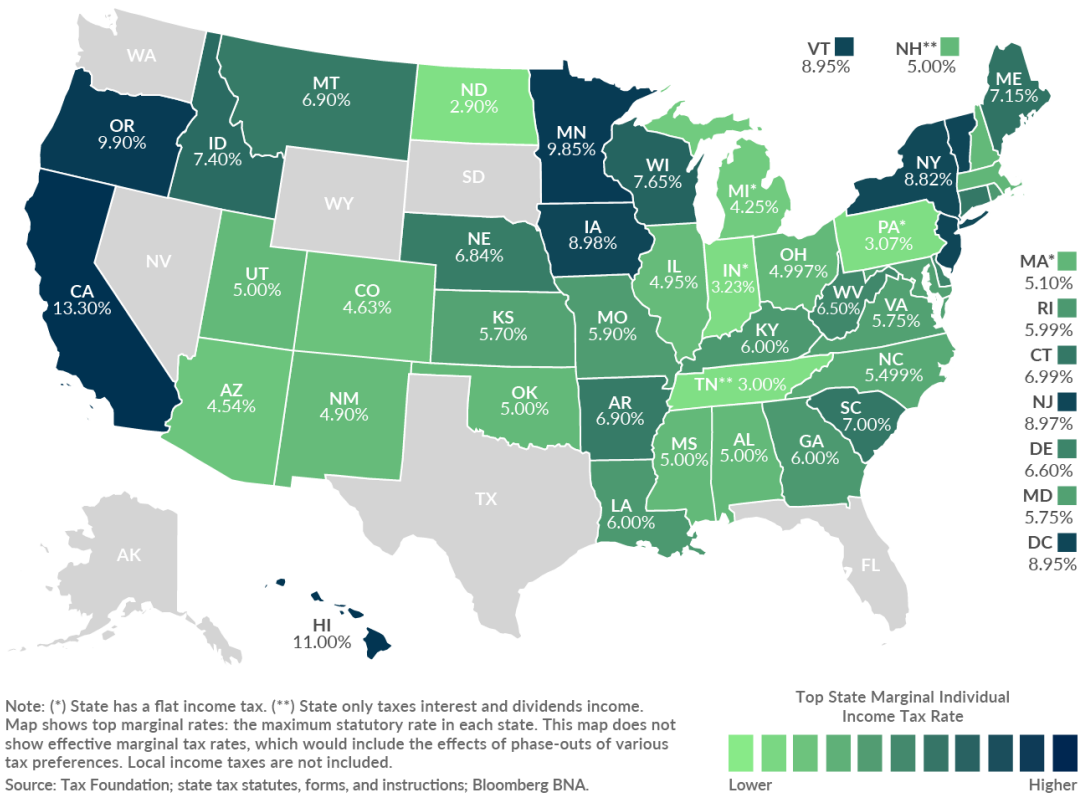 WA
MT
6.90%
ND
2.90%
VT
8.95%
NH**
5.00%
ME
7.15%
OR
9.90%
ID
7.40%
MN
9.85%
WI
7.65%
MI*
4.25%
NY
8.82%
SD
WY
NE
6.84%
IA
8.98%
PA*
3.07%
NV
UT
5.00%
CO
4.63%
CA
13.30%
KS
5.70%
MO
5.90%
IL
4.95%
IN*
3.23%
OH
4.997%
WV
6.50%
VA
5.75%
KY
6.00%
NC
5.499%
TN** 3.00%
AZ
4.54%
NM
4.90%
OK
5.00%
AR
6.90%
SC
7.00%
MS
5.00%
AL
5.00%
GA
6.00%
TX
LA
6.00%
FL
AK
HI
11.00%
MA*
5.10%
RI
5.99%
CT
6.99%
NJ
8.97%
DE
6.60%
MD
5.75%
DC
8.95%
Note: (*) State has a flat income tax. (**) State only taxes interest and dividends income.
Map shows top marginal rates: the maximum statutory rate in each state. This map does not
show effective marginal tax rates, which would include the effects of phase-outs of various
tax preferences. Local income taxes are not included.
Source: Tax Foundation; state tax statutes, forms, and instructions; Bloomberg BNA.
Top State Marginal Individual
Income Tax Rate
Lower
Higher